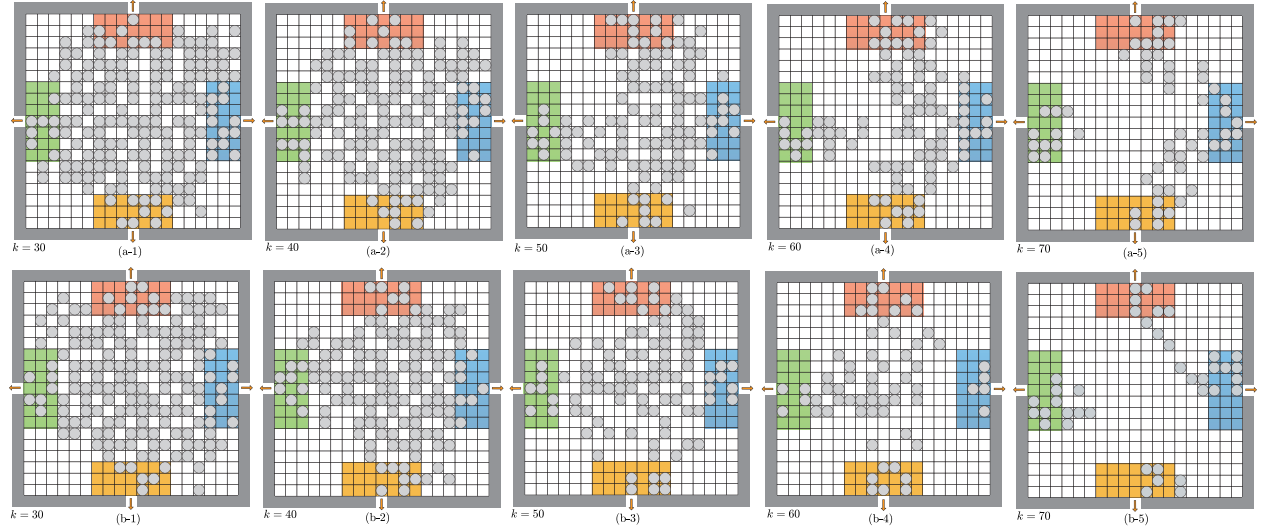 k = 30 (a-1) k = 40 (a-2) k = 50 (a-3) k = 60 (a-4) k = 70 (a-5)
k = 30 (b-1) k = 40 (b-2) k = 50 (b-3) k = 60 (b-4) k = 70 (b-5)